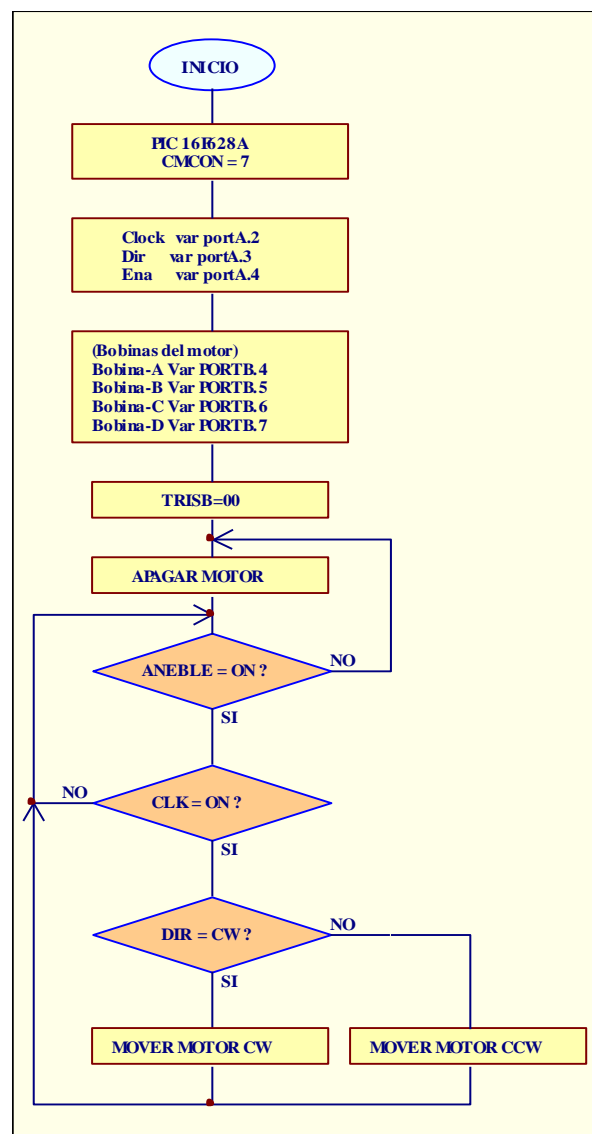 INICIO
PIC 16F628A
CMCON = 7
Clock var portA.2
Dir var portA.3
Ena var portA.4
(Bobinas del motor)
Bobina-A Var PORTB.4
Bobina-B Var PORTB.5
Bobina-C Var PORTB.6
Bobina-D Var PORTB.7
TRISB=00
APAGAR MOTOR
ANEBLE = ON ?
NO
SI
NO
CLK = ON ?
SI
DIR = CW ?
NO
SI
MOVER MOTOR CW
MOVER MOTOR CCW